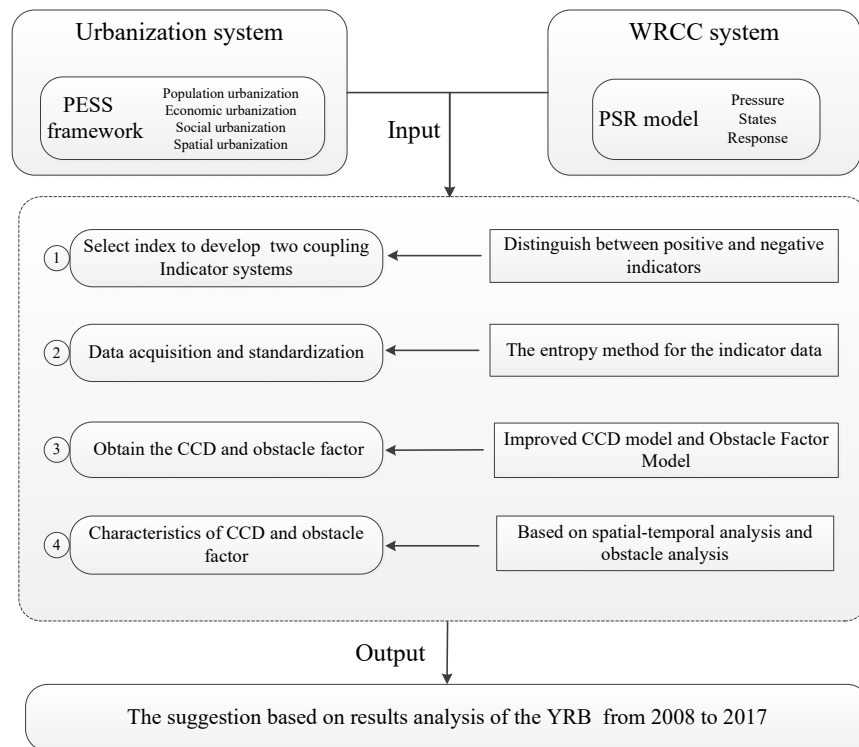 Urbanization system
PESS
framework
Population urbanization
Economic urbanization
Social urbanization
Spatial urbanization
WRCC system
PSR model
Pressure
States
Response
Input
1
Select index to develop two coupling
Indicator systems
Distinguish between positive and negative
indicators
2
Data acquisition and standardization
The entropy method for the indicator data
3
Obtain the CCD and obstacle factor
Improved CCD model and Obstacle Factor
Model
4
Characteristics of CCD and obstacle
factor
Based on spatial-temporal analysis and
obstacle analysis
Output
The suggestion based on results analysis of the YRB from 2008 to 2017